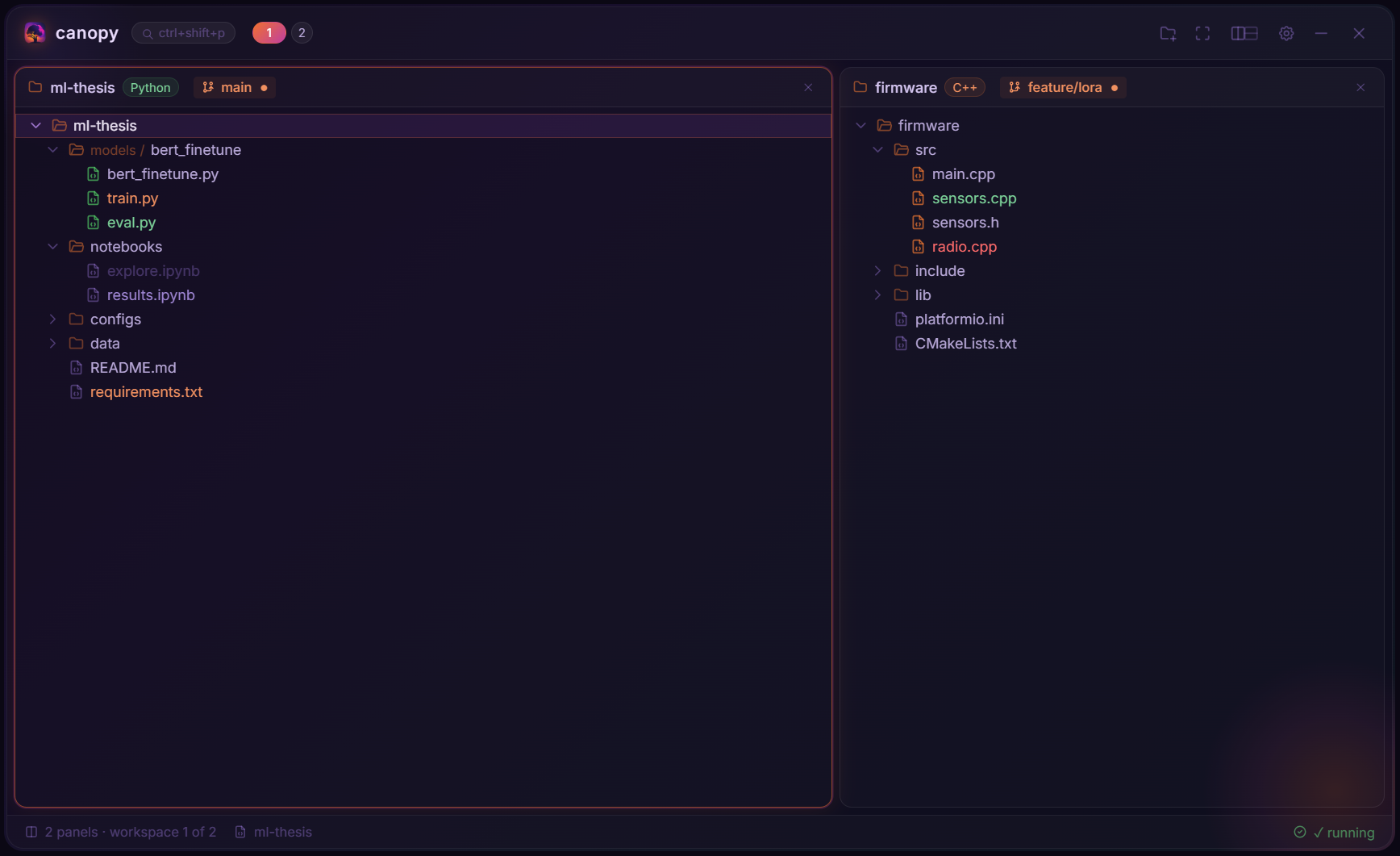 canopy ctrl+shift+p 1 2
ml-thesis Python main
ml-thesis
models / bert_finetune
bert_finetune.py
train.py
eval.py
notebooks
explore.ipynb
results.ipynb
configs
data
README.md
requirements.txt
firmware C++ feature/lora
firmware
src
main.cpp
sensors.cpp
sensors.h
radio.cpp
include
lib
platformio.ini
CMakeLists.txt
2 panels · workspace 1 of 2 ml-thesis ✓ running